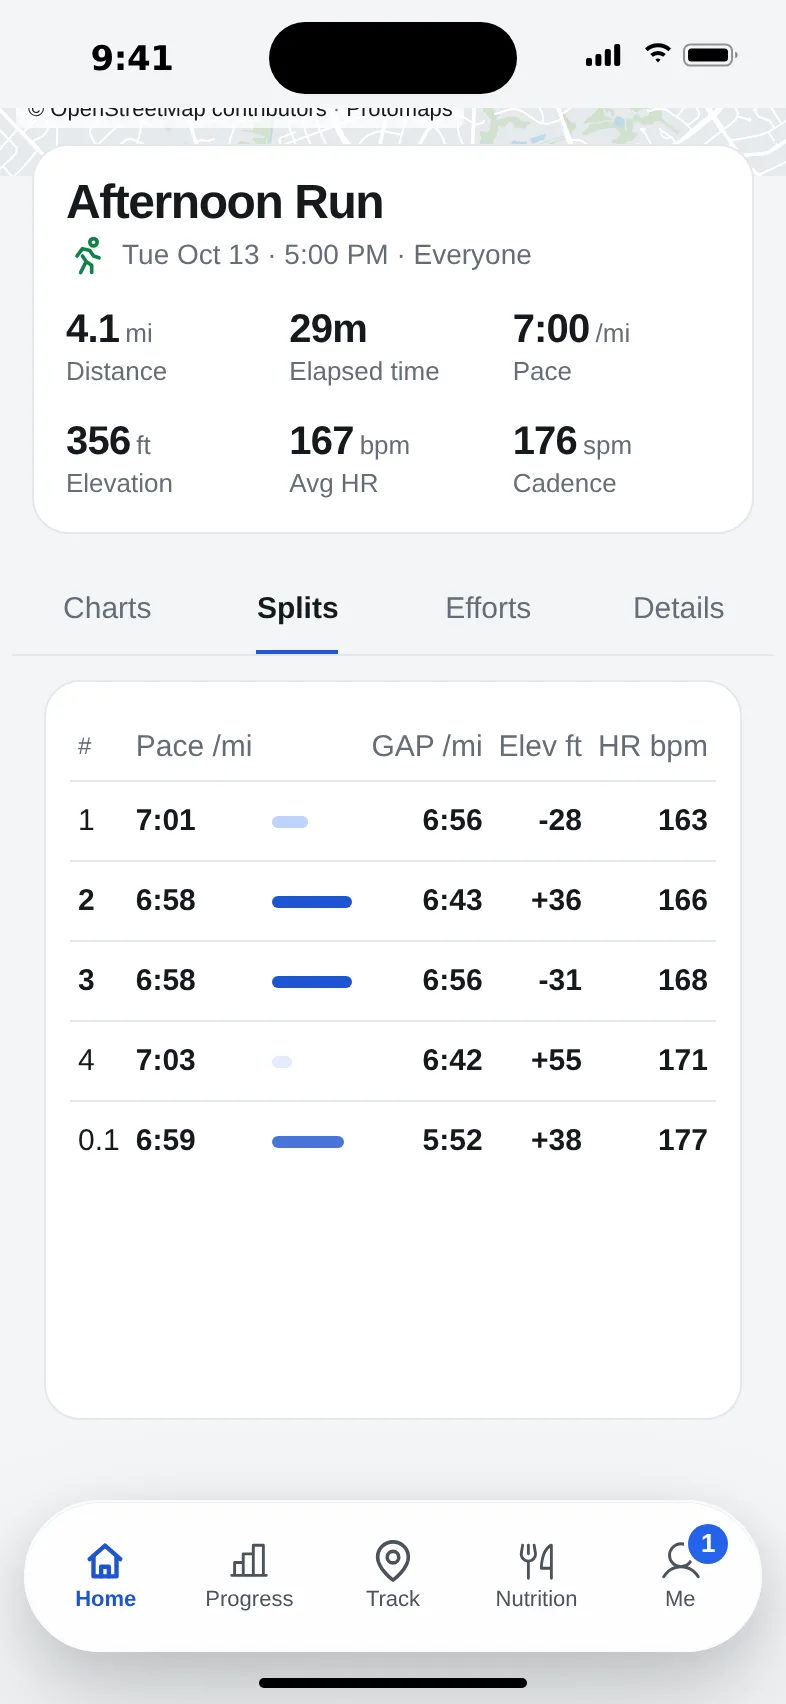 9:41
© OpenStreetMap contributors · Protomaps
Afternoon Run
Tue Oct 13 · 5:00 PM · Everyone
4.1 mi 29m 7:00 /mi
Distance Elapsed time Pace
356 ft 167 bpm 176 spm
Elevation Avg HR Cadence
Charts Splits Efforts Details
# Pace /mi GAP /mi Elev ft HR bpm
1 7:01 6:56 -28 163
2 6:58 6:43 +36 166
3 6:58 6:56 -31 168
4 7:03 6:42 +55 171
0.1 6:59 5:52 +38 177
1
Home Progress Track Nutrition Me